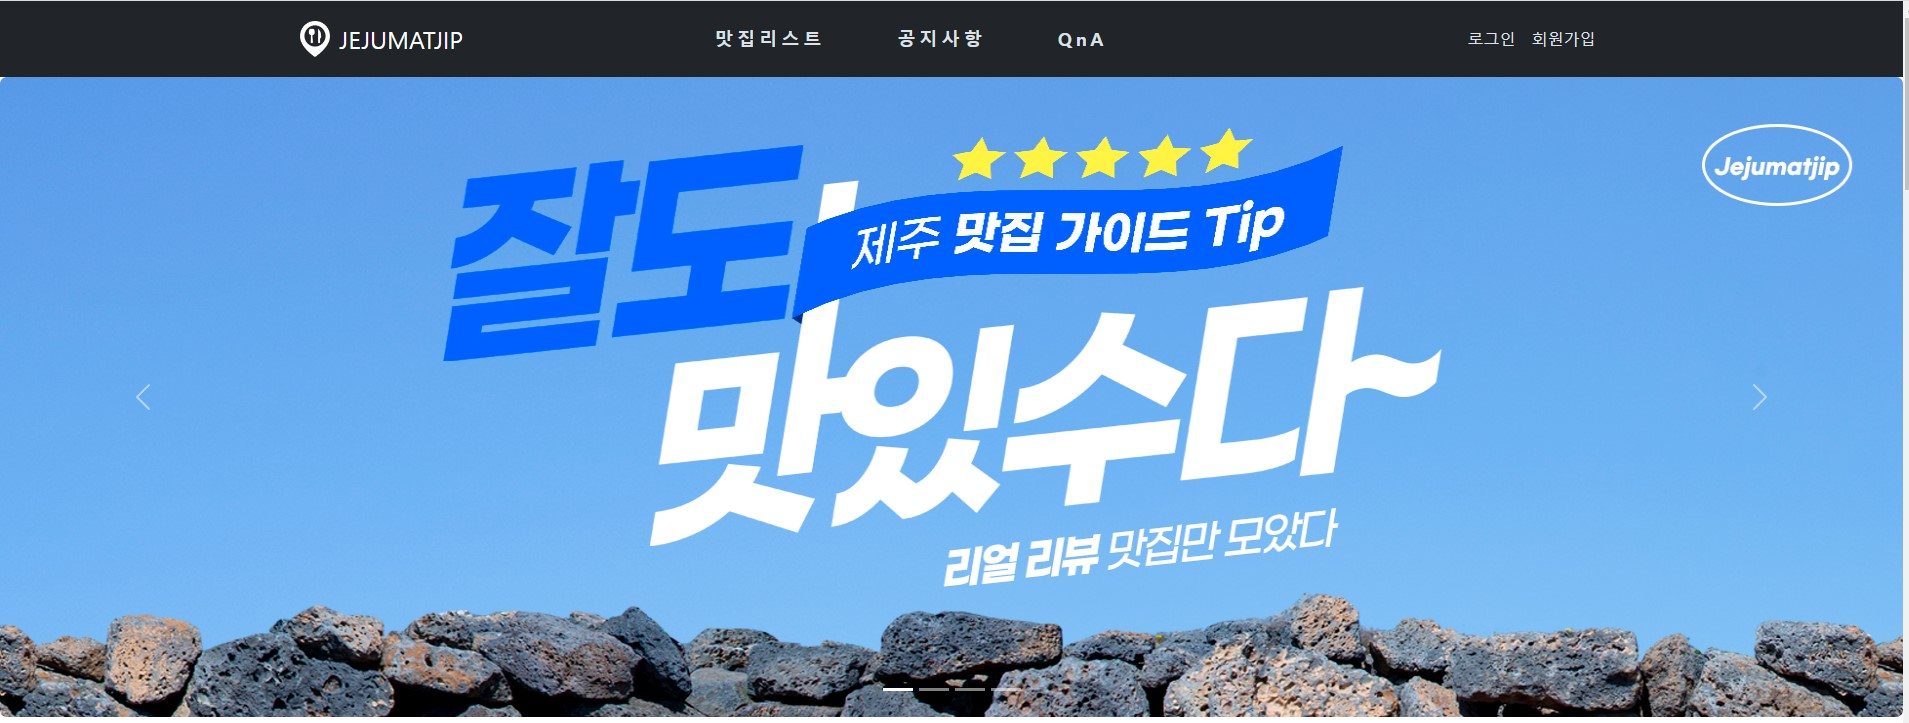 JEJUMATJIP
맛집리스트 공지사항 QnA
로그인 회원가입
Jejumatjip
잘도
제주 맛집 가이드 Tip
맛있수다~
리얼 리뷰 맛집만 모았다